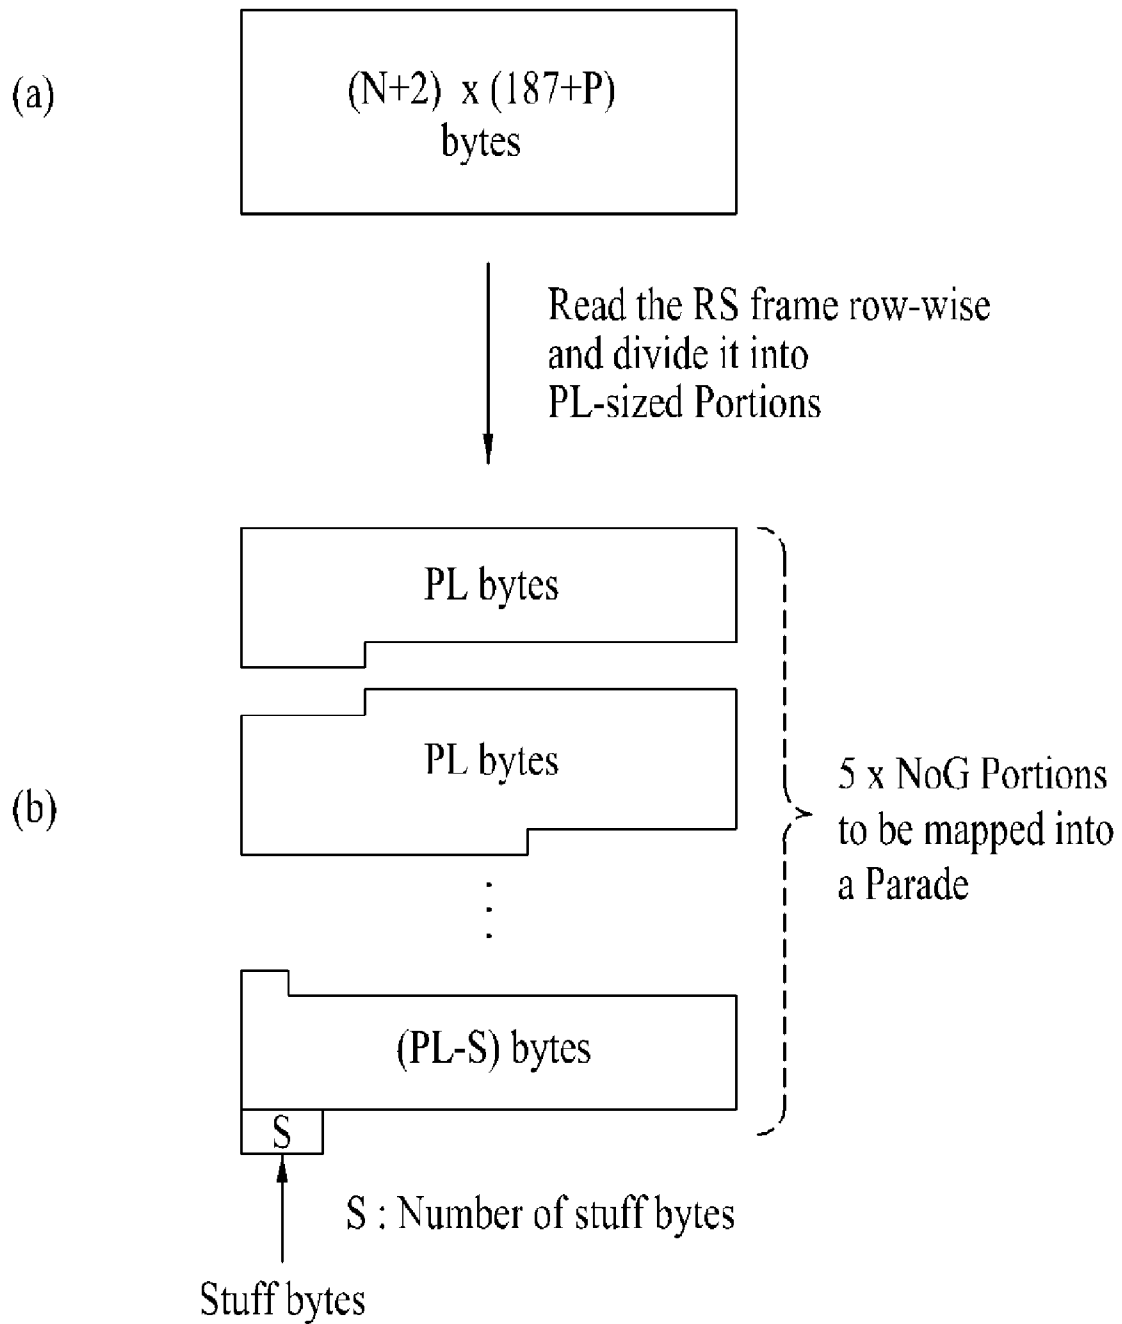 (a)
(N+2) x (187+P)
bytes
Read the RS frame row-wise
and divide it into
PL-sized Portions
PL bytes
PL bytes
(b)
5 x NoG Portions
to be mapped into
a Parade
(PL-S) bytes
S
S : Number of stuff bytes
Stuff bytes